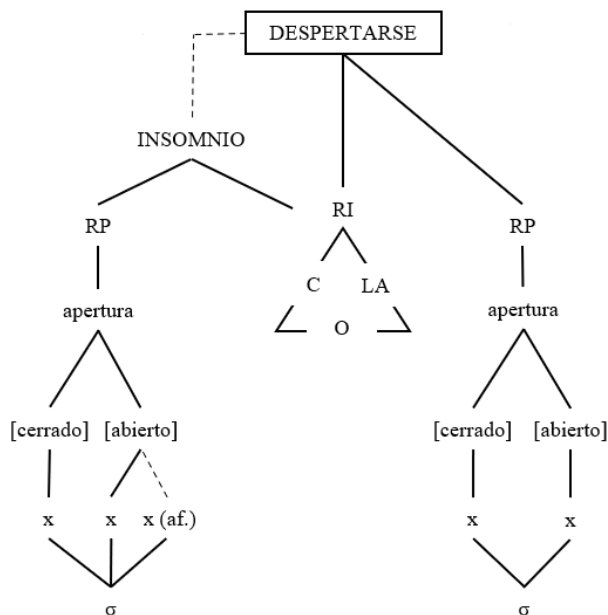 DESPERTARSE
INSOMNIO
RP RI RP
C LA
apertura O apertura
[cerrado] [abierto] [cerrado] [abierto]
x x x (af.) x x
σ σ